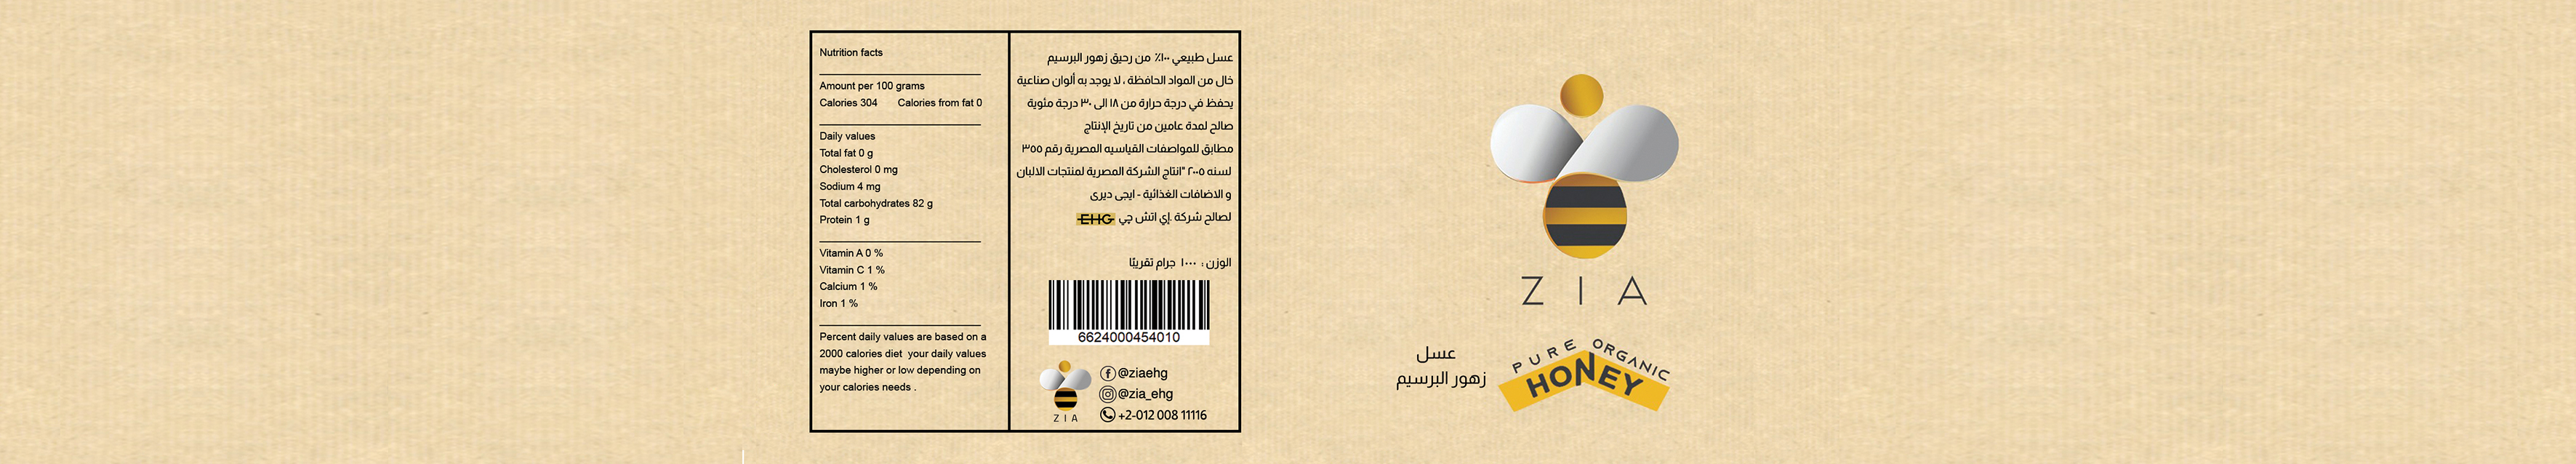 Nutrition facts
Amount per 100 grams
Calories 304 Calories from fat 0
Daily values
Total fat 0 g
Cholesterol 0 mg
Sodium 4 mg
Total carbohydrates 82 g
Protein 1 g
Vitamin A 0 %
Vitamin C 1 %
Calcium 1 %
Iron 1 %
Percent daily values are based on a
2000 calories diet your daily values
maybe higher or low depending on
your calories needs .
عسل طبيعي ١٠٠٪ من رحيق زهور البرسيم
خال من المواد الحافظة ، لا يوجد به ألوان صناعية
يحفظ في درجة حرارة من ١٨ الى ٣٠ درجة مئوية
صالح لمدة عامين من تاريخ الإنتاج
مطابق للمواصفات القياسيه المصرية رقم ٣٥٥
لسنه ٢٠٠٥ "انتاج الشركة المصرية لمنتجات الالبان
و الاضافات الغذائية - ايجى ديرى
لصالح شركة .إي اتش جي EHG
الوزن : ١٠٠٠ جرام تقريبًا
6624000454010
@ziaehg
@zia_ehg
+2-012 008 11116
ZIA
ZIA
PURE ORGANIC
HONEY
عسل
زهور البرسيم